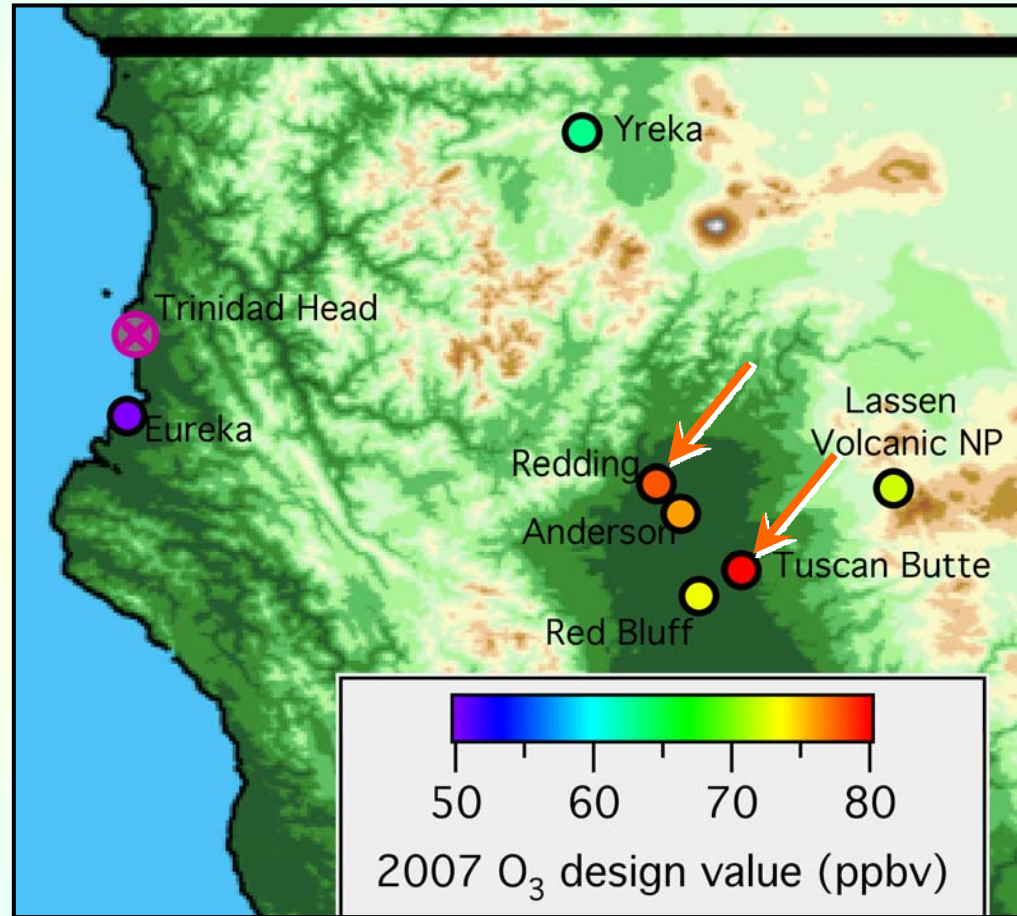 Yreka
Trinidad Head
Eureka
Lassen
Volcanic NP
Redding
Anderson
Tuscan Butte
Red Bluff
50 60 70 80
2007 O₃ design value (ppbv)